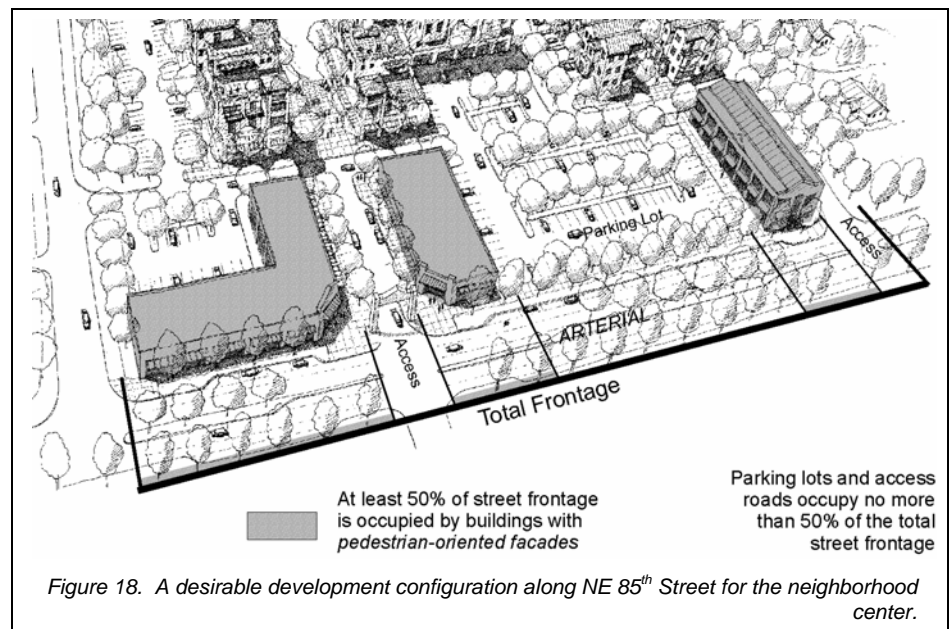 Parking Lot
Access
ARTERIAL
Access
Total Frontage
At least 50% of street frontage
is occupied by buildings with
pedestrian-oriented facades
Parking lots and access
roads occupy no more
than 50% of the total
street frontage
Figure 18. A desirable development configuration along NE 85th Street for the neighborhood
center.